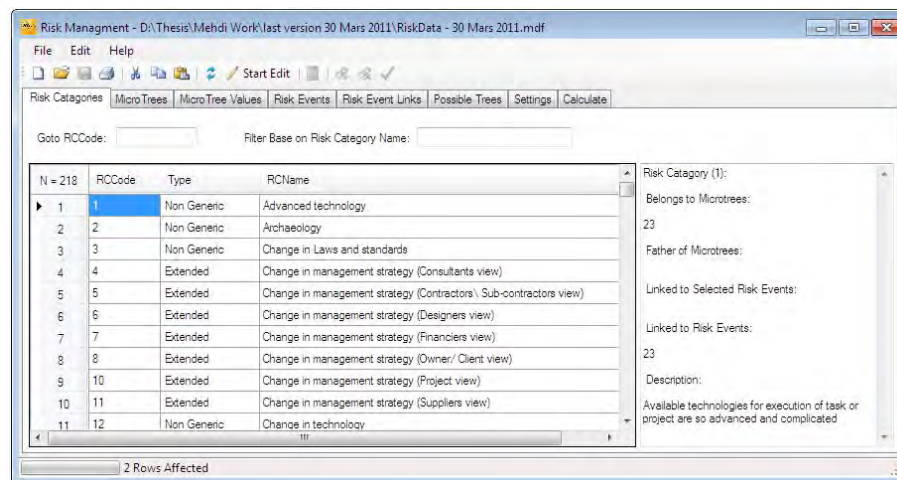 Risk Managment - D:\Thesis\Mehdi Work\last version 30 Mars 2011\RiskData - 30 Mars 2011.mdf
File Edit Help
Start Edit
Risk Catagories MicroTrees MicroTree Values Risk Events Risk Event Links Possible Trees Settings Calculate
Goto RCCode: Filter Base on Risk Category Name:
N = 218 RCCode Type RCName
1 1 Non Generic Advanced technology
2 2 Non Generic Archaeology
3 3 Non Generic Change in Laws and standards
4 4 Extended Change in management strategy (Consultants view)
5 5 Extended Change in management strategy (Contractors\ Sub-contractors view)
6 6 Extended Change in management strategy (Designers view)
7 7 Extended Change in management strategy (Financiers view)
8 8 Extended Change in management strategy (Owner/ Client view)
9 10 Extended Change in management strategy (Project view)
10 11 Extended Change in management strategy (Suppliers view)
11 12 Non Generic Change in technology
Risk Catagory (1):
Belongs to Microtrees:
23
Father of Microtrees:
Linked to Selected Risk Events:
Linked to Risk Events:
23
Description:
Available technologies for execution of task or
project are so advanced and complicated
2 Rows Affected